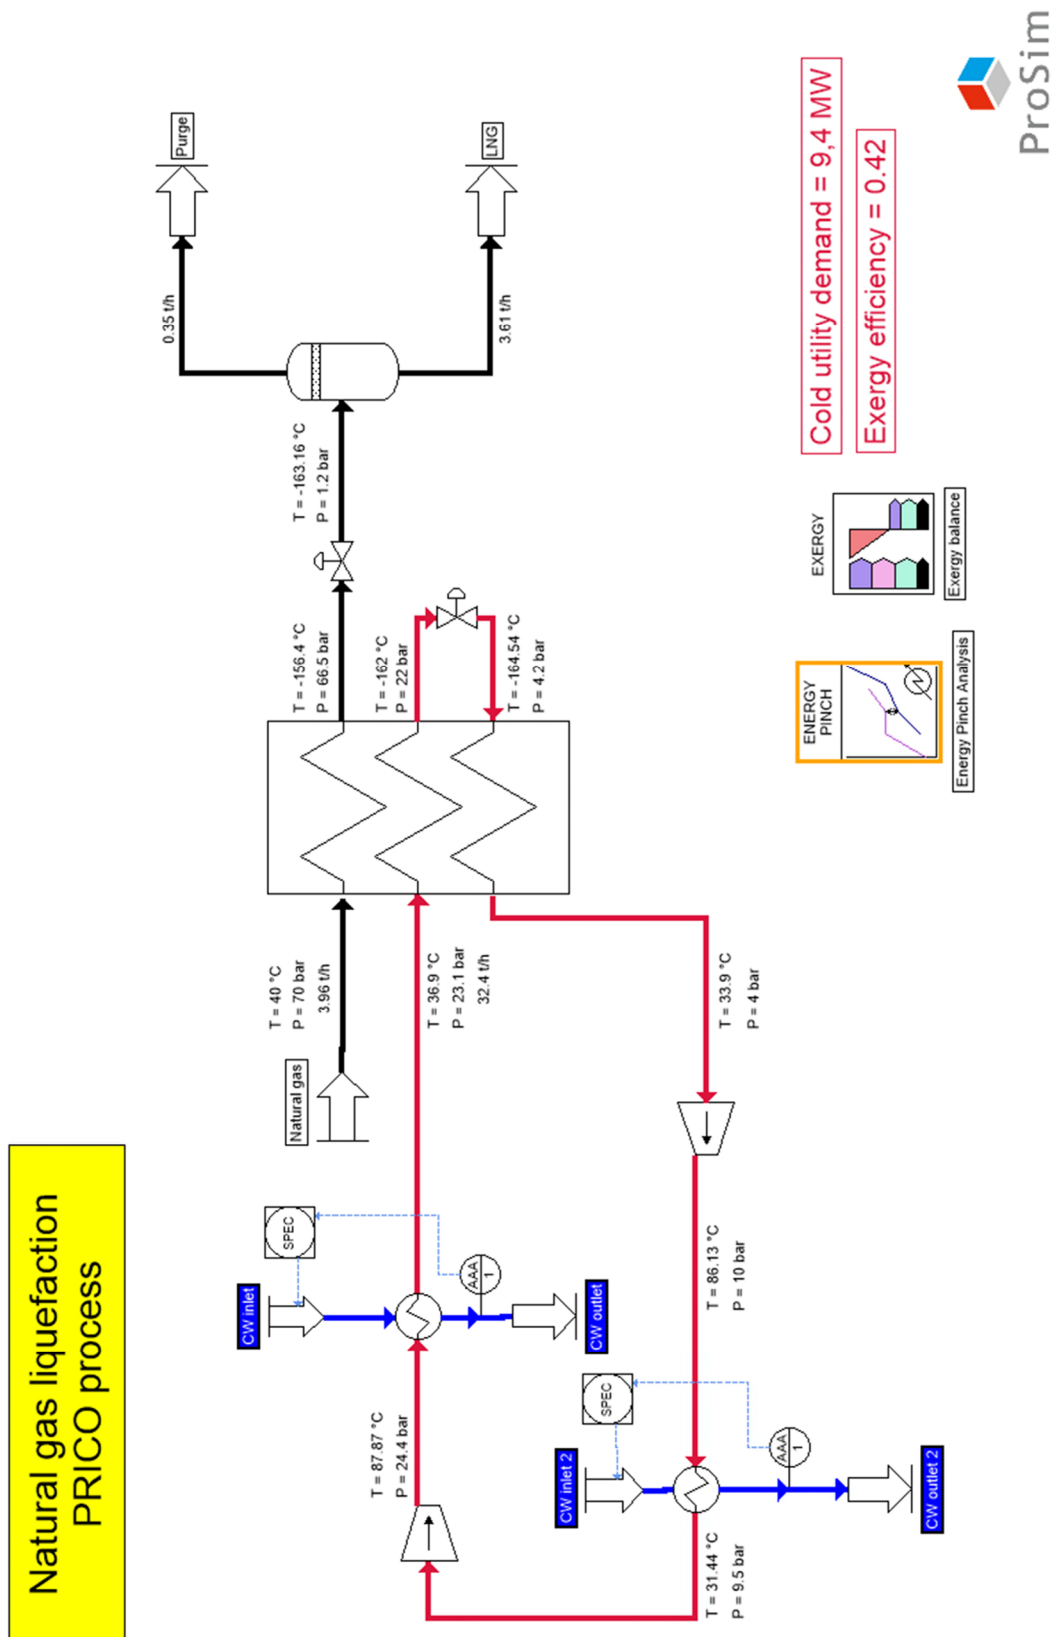 Natural gas liquefaction
PRICO process
CW inlet
SPEC
AAA
1
CW outlet
T = 87.87 °C
P = 24.4 bar
Natural gas
T = 40 °C
P = 70 bar
3.96 t/h
T = 36.9 °C
P = 23.1 bar
32.4 t/h
T = -156.4 °C
P = 66.5 bar
T = -162 °C
P = 22 bar
T = -164.54 °C
P = 4.2 bar
T = -163.16 °C
P = 1.2 bar
0.35 t/h
Purge
3.61 t/h
LNG
CW inlet 2
SPEC
AAA
1
CW outlet 2
T = 31.44 °C
P = 9.5 bar
T = 86.13 °C
P = 10 bar
T = 33.9 °C
P = 4 bar
ENERGY
PINCH
Energy Pinch Analysis
EXERGY
Exergy balance
Cold utility demand = 9,4 MW
Exergy efficiency = 0.42
ProSim